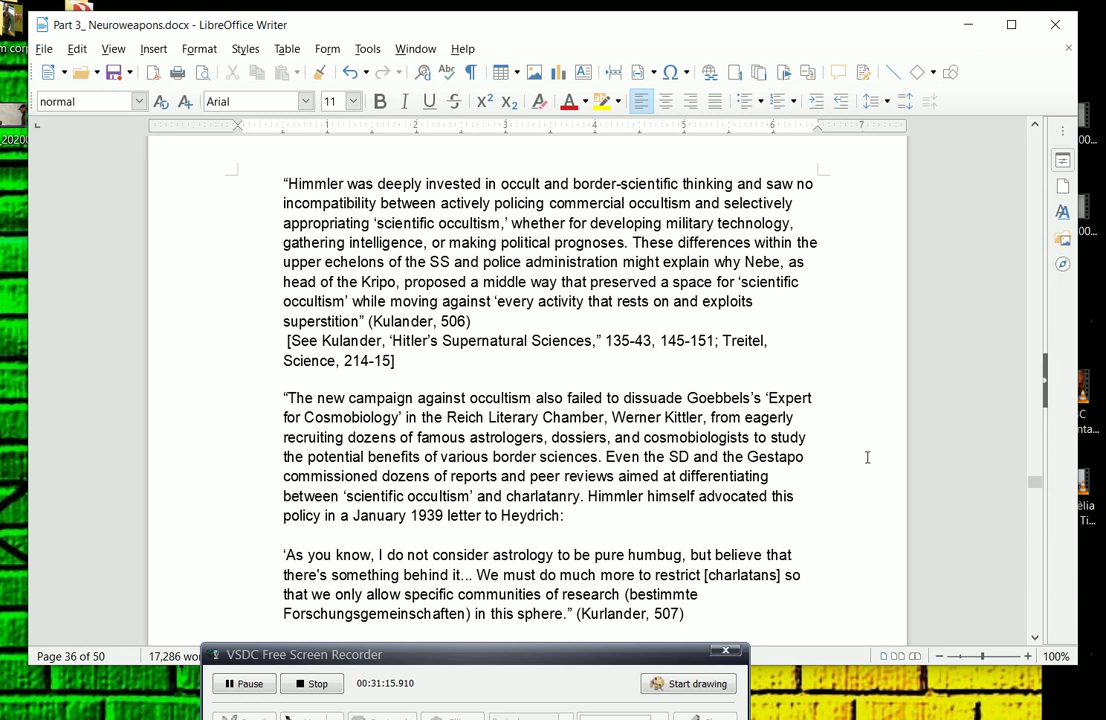 Part 3_ Neuroweapons.docx - LibreOffice Writer
File Edit View Insert Format Styles Table Form Tools Window Help
normal Arial 11
1 2 3 4 5 6 7
“Himmler was deeply invested in occult and border-scientific thinking and saw no
incompatibility between actively policing commercial occultism and selectively
appropriating ‘scientific occultism,’ whether for developing military technology,
gathering intelligence, or making political prognoses. These differences within the
upper echelons of the SS and police administration might explain why Nebe, as
head of the Kripo, proposed a middle way that preserved a space for ‘scientific
occultism’ while moving against ‘every activity that rests on and exploits
superstition” (Kulander, 506)
[See Kulander, ‘Hitler’s Supernatural Sciences,” 135-43, 145-151; Treitel,
Science, 214-15]
“The new campaign against occultism also failed to dissuade Goebbels’s ‘Expert
for Cosmobiology’ in the Reich Literary Chamber, Werner Kittler, from eagerly
recruiting dozens of famous astrologers, dossiers, and cosmobiologists to study
the potential benefits of various border sciences. Even the SD and the Gestapo
commissioned dozens of reports and peer reviews aimed at differentiating
between ‘scientific occultism’ and charlatanry. Himmler himself advocated this
policy in a January 1939 letter to Heydrich:
‘As you know, I do not consider astrology to be pure humbug, but believe that
there's something behind it... We must do much more to restrict [charlatans] so
that we only allow specific communities of research (bestimmte
Forschungsgemeinschaften) in this sphere.” (Kurlander, 507)
Page 36 of 50 17,286 100%
VSDC Free Screen Recorder
Pause Stop 00:31:15.910 Start drawing